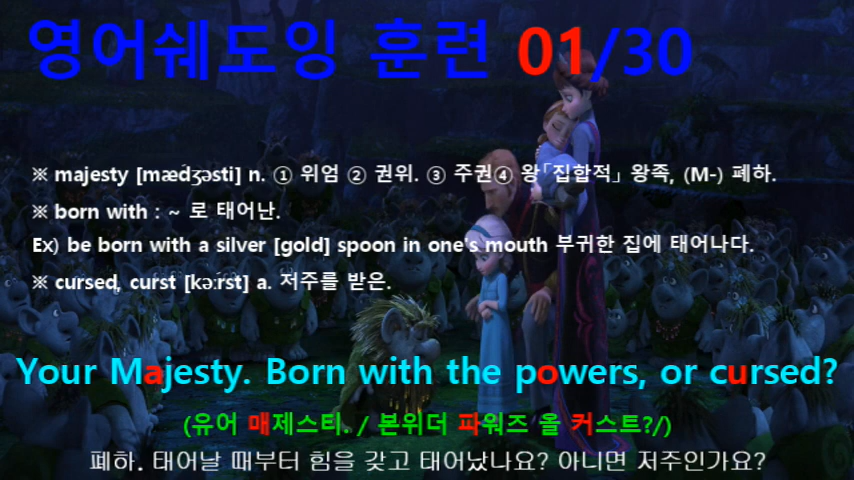 영어쉐도잉 훈련 01/30
※ majesty [mǽdʒəsti] n. ① 위엄 ② 권위. ③ 주권④ 왕「집합적」 왕족, (M-) 폐하.
※ born with : ~ 로 태어난.
Ex) be born with a silver [gold] spoon in one's mouth 부귀한 집에 태어나다.
※ cursed, curst [kə́ːrst] a. 저주를 받은.
Your Majesty. Born with the powers, or cursed?
(유어 매제스티. / 본위더 파워즈 올 커스트?/)
폐하. 태어날 때부터 힘을 갖고 태어났나요? 아니면 저주인가요?